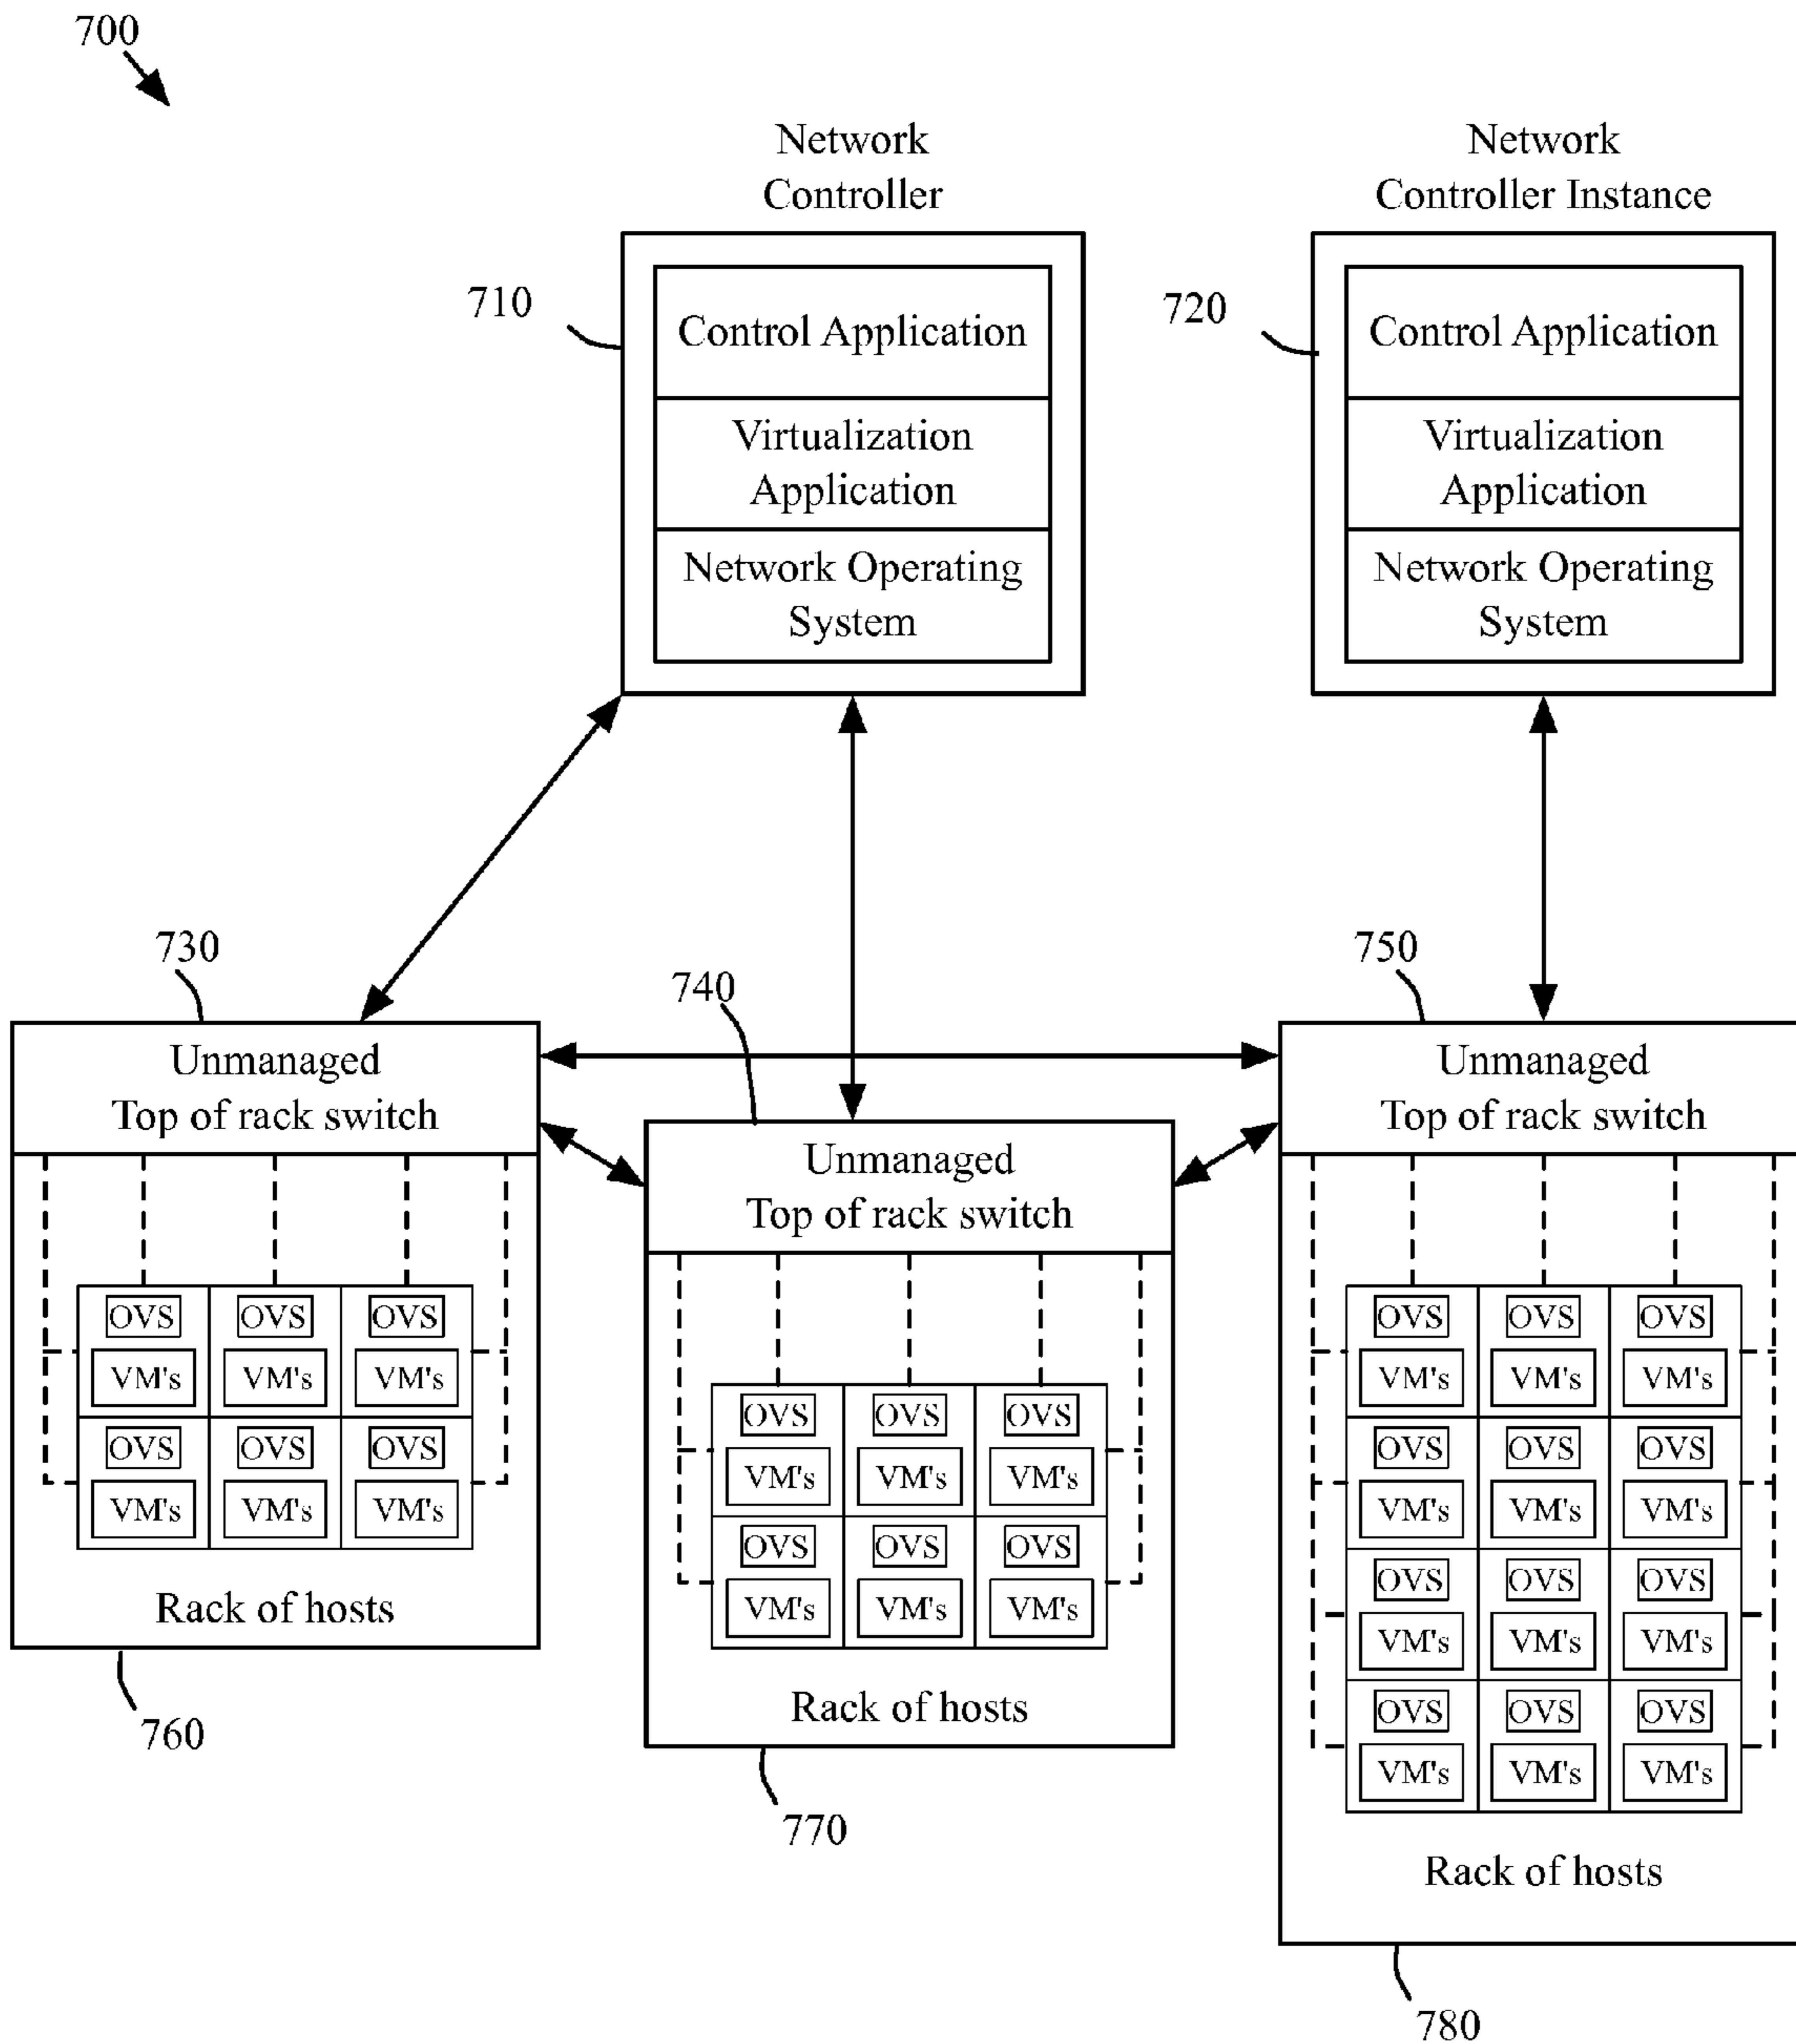 700
Network
Controller
Network
Controller Instance
710
Control Application
Virtualization
Application
Network Operating
System
720
Control Application
Virtualization
Application
Network Operating
System
730
740
750
Unmanaged
Top of rack switch
OVS OVS OVS
VM's VM's VM's
OVS OVS OVS
VM's VM's VM's
Rack of hosts
760
Unmanaged
Top of rack switch
OVS OVS OVS
VM's VM's VM's
OVS OVS OVS
VM's VM's VM's
Rack of hosts
770
Unmanaged
Top of rack switch
OVS OVS OVS
VM's VM's VM's
OVS OVS OVS
VM's VM's VM's
OVS OVS OVS
VM's VM's VM's
OVS OVS OVS
VM's VM's VM's
Rack of hosts
780